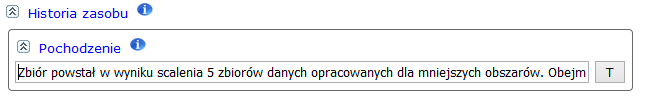 Historia zasobu
Pochodzenie
Zbiór powstał w wyniku scalenia 5 zbiorów danych opracowanych dla mniejszych obszarów. Obejm
T